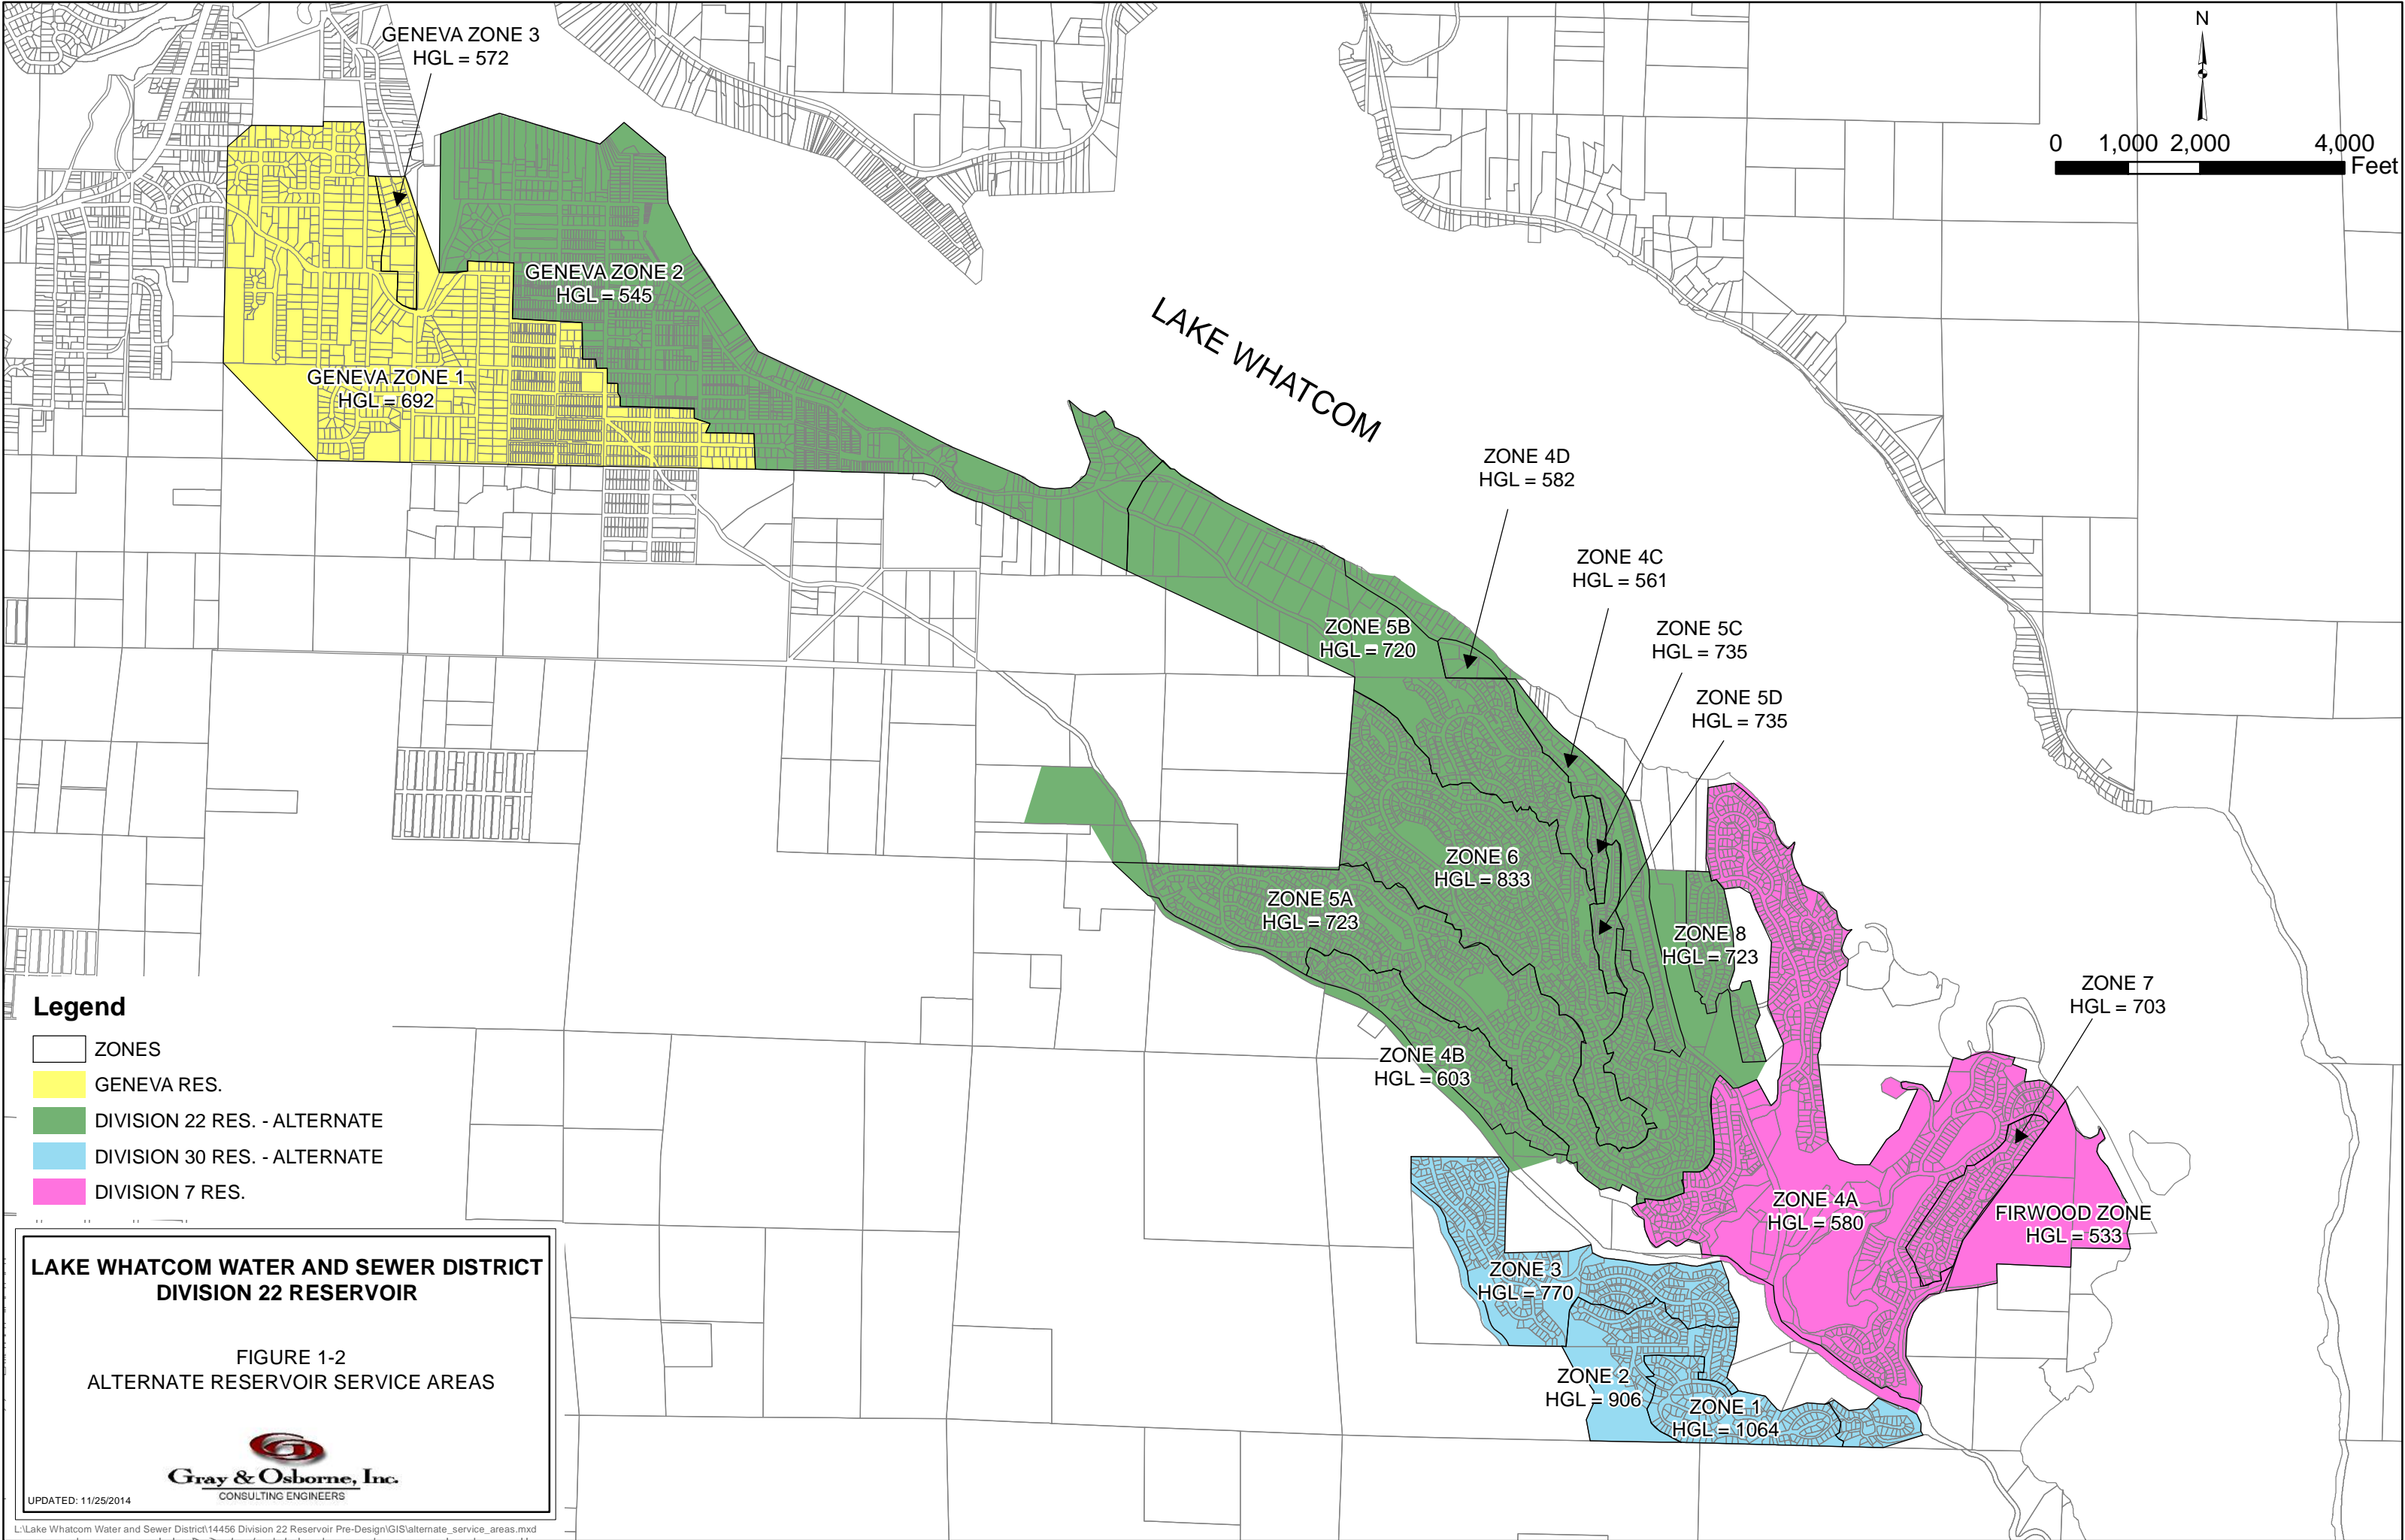 GENEVA ZONE 3
HGL = 572
N
0 1,000 2,000 4,000
Feet
GENEVA ZONE 2
HGL = 545
LAKE WHATCOM
GENEVA ZONE 1
HGL = 692
ZONE 4D
HGL = 582
ZONE 4C
HGL = 561
ZONE 5B
HGL = 720
ZONE 5C
HGL = 735
ZONE 5D
HGL = 735
ZONE 6
HGL = 833
ZONE 5A
HGL = 723
ZONE 8
HGL = 723
ZONE 7
HGL = 703
ZONE 4B
HGL = 603
ZONE 4A
HGL = 580
FIRWOOD ZONE
HGL = 533
ZONE 3
HGL = 770
ZONE 2
HGL = 906
ZONE 1
HGL = 1064
Legend
ZONES
GENEVA RES.
DIVISION 22 RES. - ALTERNATE
DIVISION 30 RES. - ALTERNATE
DIVISION 7 RES.
LAKE WHATCOM WATER AND SEWER DISTRICT
DIVISION 22 RESERVOIR
FIGURE 1-2
ALTERNATE RESERVOIR SERVICE AREAS
Gray & Osborne, Inc.
CONSULTING ENGINEERS
UPDATED: 11/25/2014
L:\Lake Whatcom Water and Sewer District\14456 Division 22 Reservoir Pre-Design\GIS\alternate_service_areas.mxd